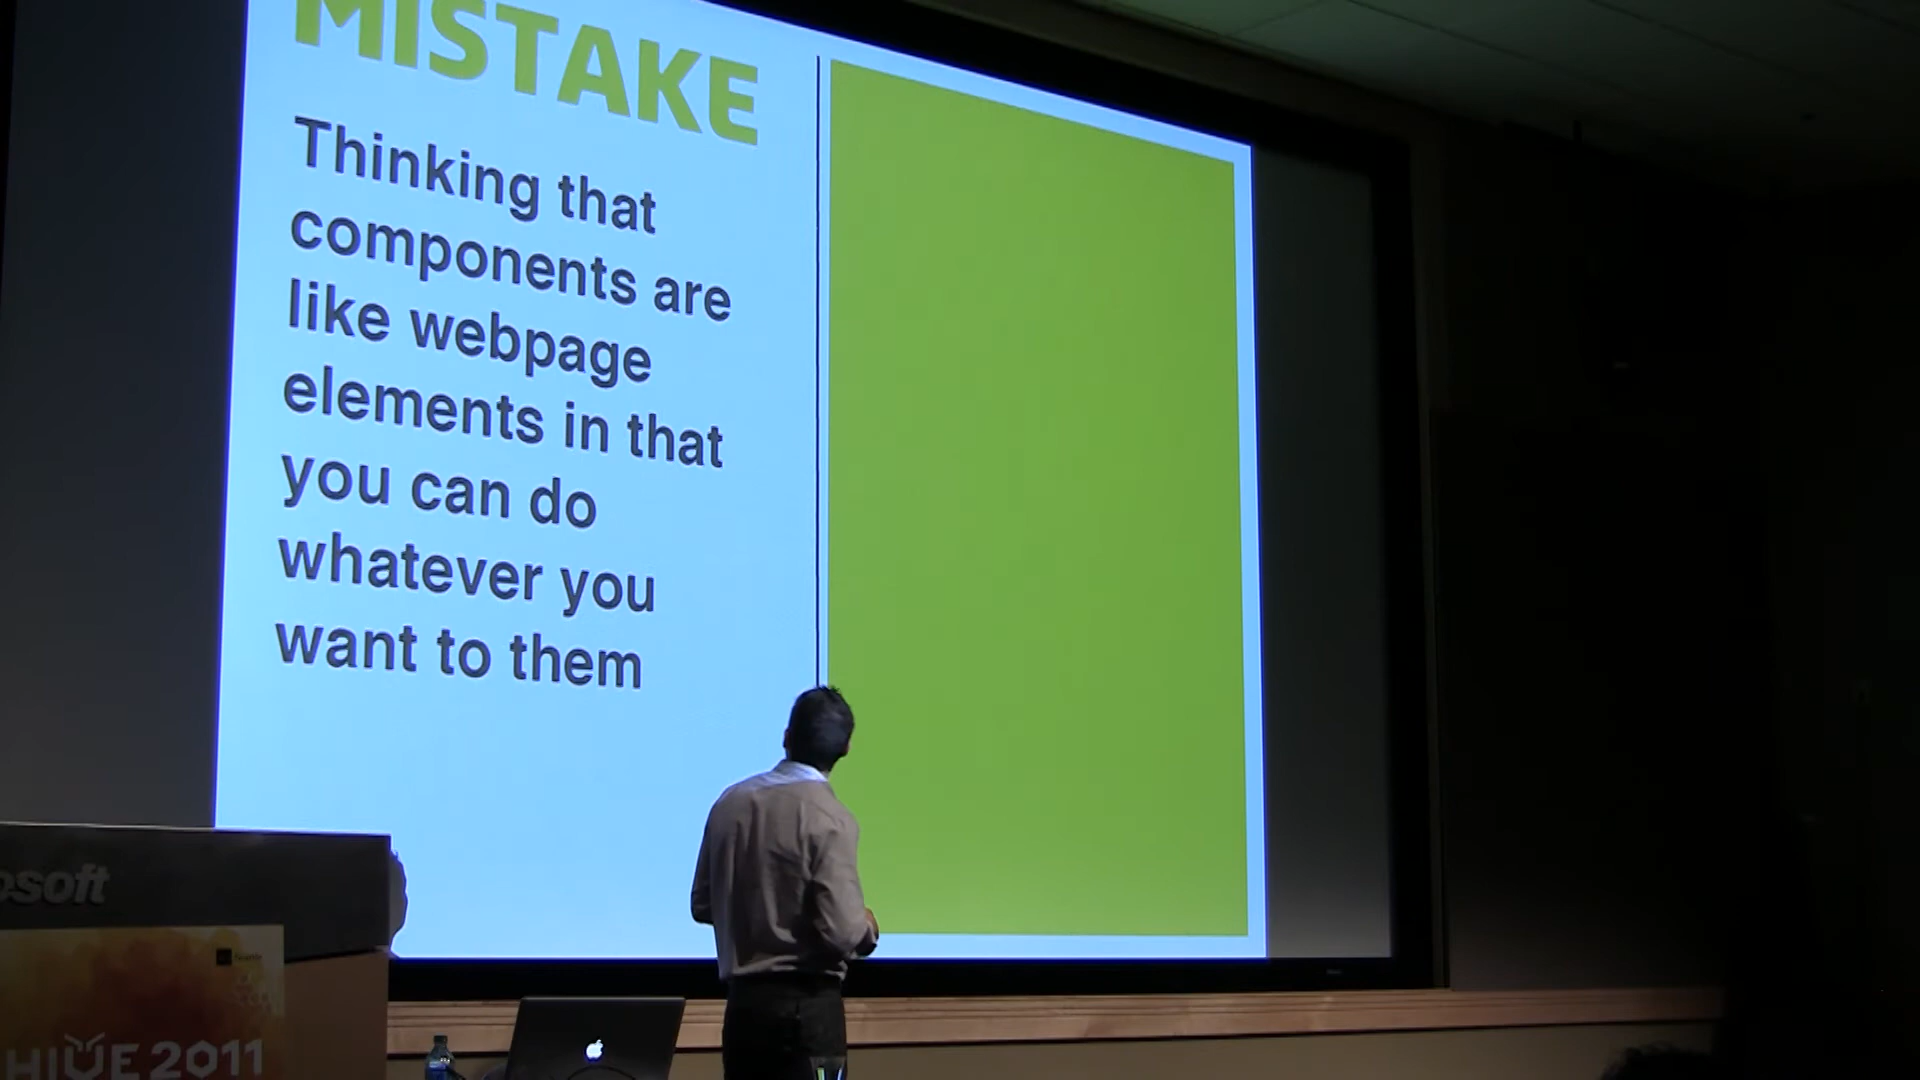 MISTAKE
Thinking that
components are
like webpage
elements in that
you can do
whatever you
want to them
osoft
HIVE 2011